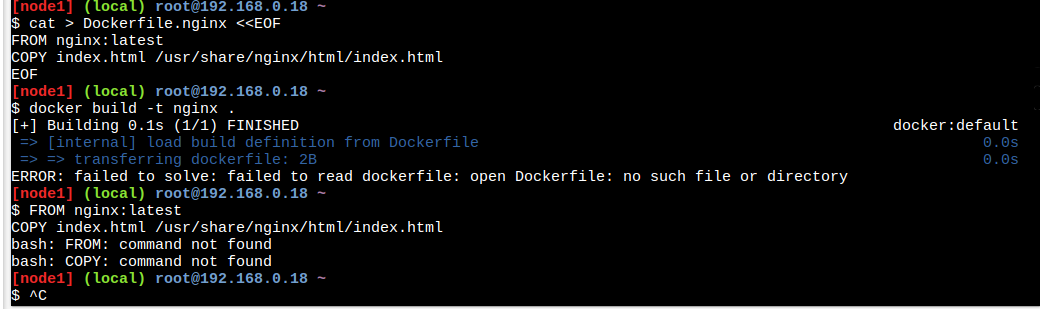 [node1] (local) root@192.168.0.18 ~
$ cat > Dockerfile.nginx <<EOF
FROM nginx:latest
COPY index.html /usr/share/nginx/html/index.html
EOF
[node1] (local) root@192.168.0.18 ~
$ docker build -t nginx .
[+] Building 0.1s (1/1) FINISHED docker:default
=> [internal] load build definition from Dockerfile 0.0s
=> => transferring dockerfile: 2B 0.0s
ERROR: failed to solve: failed to read dockerfile: open Dockerfile: no such file or directory
[node1] (local) root@192.168.0.18 ~
$ FROM nginx:latest
COPY index.html /usr/share/nginx/html/index.html
bash: FROM: command not found
bash: COPY: command not found
[node1] (local) root@192.168.0.18 ~
$ ^C